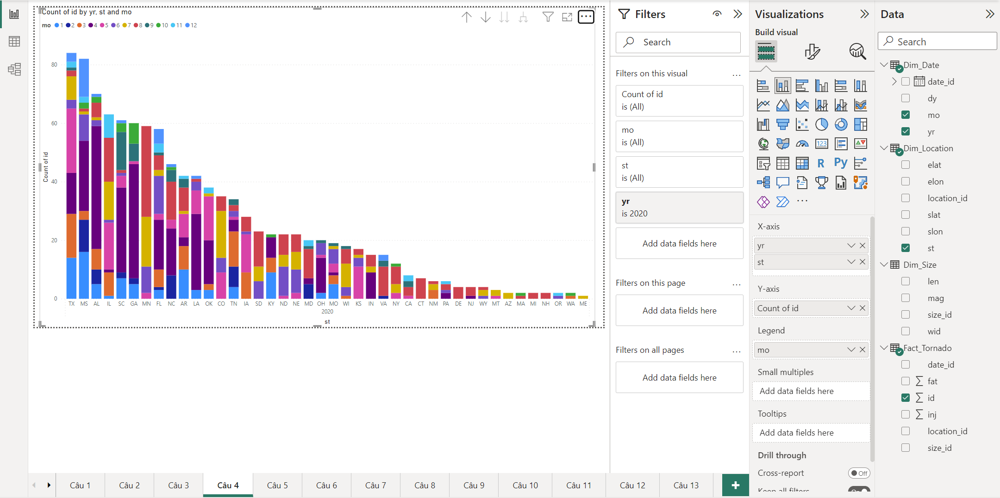 Count of id by yr, st and mo
mo 1 2 3 4 5 6 7 8 9 10 11 12
Count of id
80
60
40
20
0
TX MS AL IL SC GA MN FL NC AR LA OK CO TN IA SD KY ND NE MD OH MO WI KS IN VA NY CA CT NM PA DE NJ WY MT AZ MA MI NH OR WA ME
2020
st
Filters
Search
Filters on this visual
...
Count of id
is (All)
mo
is (All)
st
is (All)
yr
is 2020
Add data fields here
Filters on this page
...
Add data fields here
Filters on all pages
...
Add data fields here
Visualizations
Build visual
123
R
Py
...
X-axis
yr
st
Y-axis
Count of id
Legend
mo
Small multiples
Add data fields here
Tooltips
Add data fields here
Drill through
Cross-report
Off
Keep all filters
On
Data
Search
Dim_Date
date_id
dy
mo
yr
Dim_Location
elat
elon
location_id
slat
slon
st
Dim_Size
len
mag
size_id
wid
Fact_Tornado
date_id
fat
id
inj
location_id
size_id
Câu 1
Câu 2
Câu 3
Câu 4
Câu 5
Câu 6
Câu 7
Câu 8
Câu 9
Câu 10
Câu 11
Câu 12
Câu 13